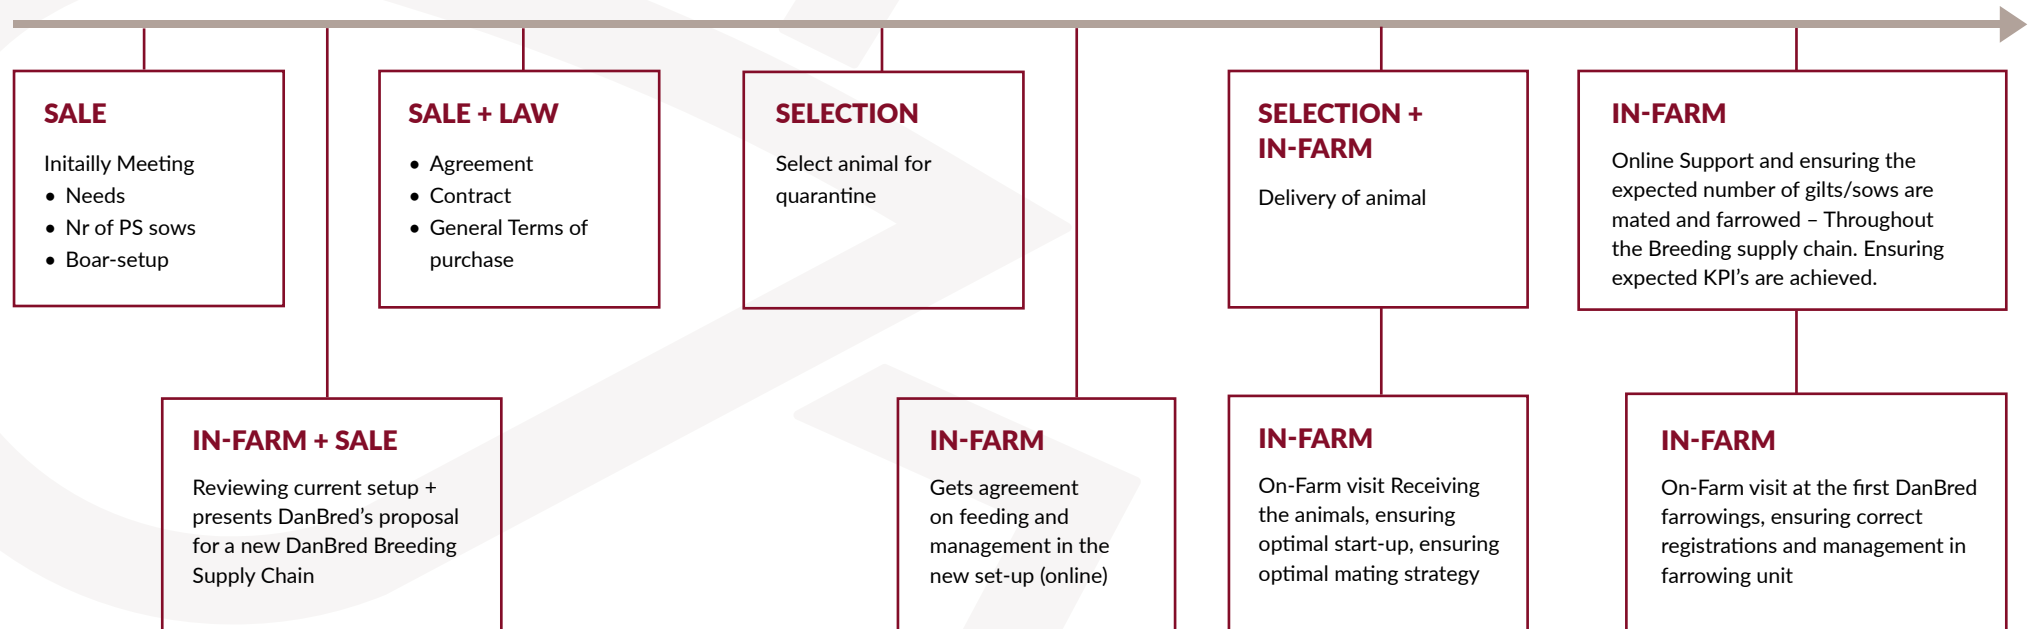 SALE
Initailly Meeting
• Needs
• Nr of PS sows
• Boar-setup
SALE + LAW
• Agreement
• Contract
• General Terms of
purchase
SELECTION
Select animal for
quarantine
SELECTION +
IN-FARM
Delivery of animal
IN-FARM
Online Support and ensuring the
expected number of gilts/sows are
mated and farrowed – Throughout
the Breeding supply chain. Ensuring
expected KPI's are achieved.
IN-FARM + SALE
Reviewing current setup +
presents DanBred's proposal
for a new DanBred Breeding
Supply Chain
IN-FARM
Gets agreement
on feeding and
management in the
new set-up (online)
IN-FARM
On-Farm visit Receiving
the animals, ensuring
optimal start-up, ensuring
optimal mating strategy
IN-FARM
On-Farm visit at the first DanBred
farrowings, ensuring correct
registrations and management in
farrowing unit